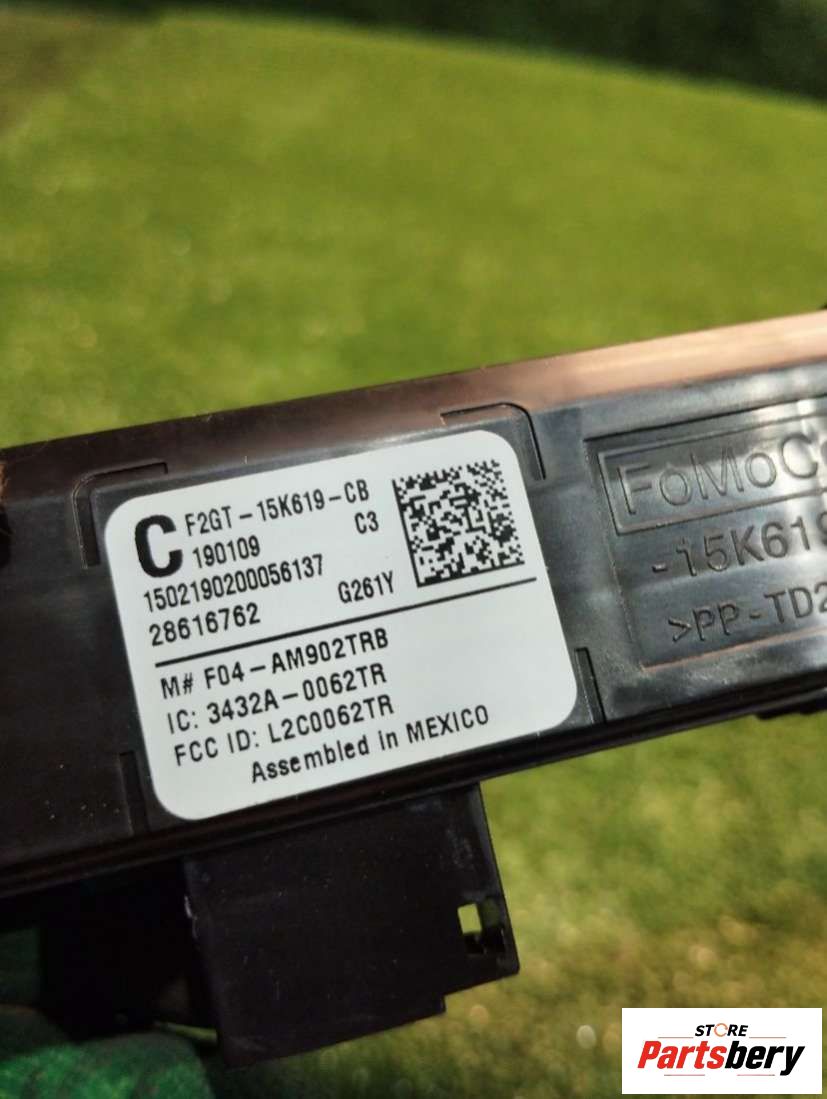 C
F2GT-15K619-CB
190109 C3
1502190200056137
28616762 G261Y
M# F04-AM902TRB
IC: 3432A-0062TR
FCC ID: L2C0062TR
Assembled in MEXICO
FoMoCo
-15K619
>PP-TD2
STORE
Partsbery